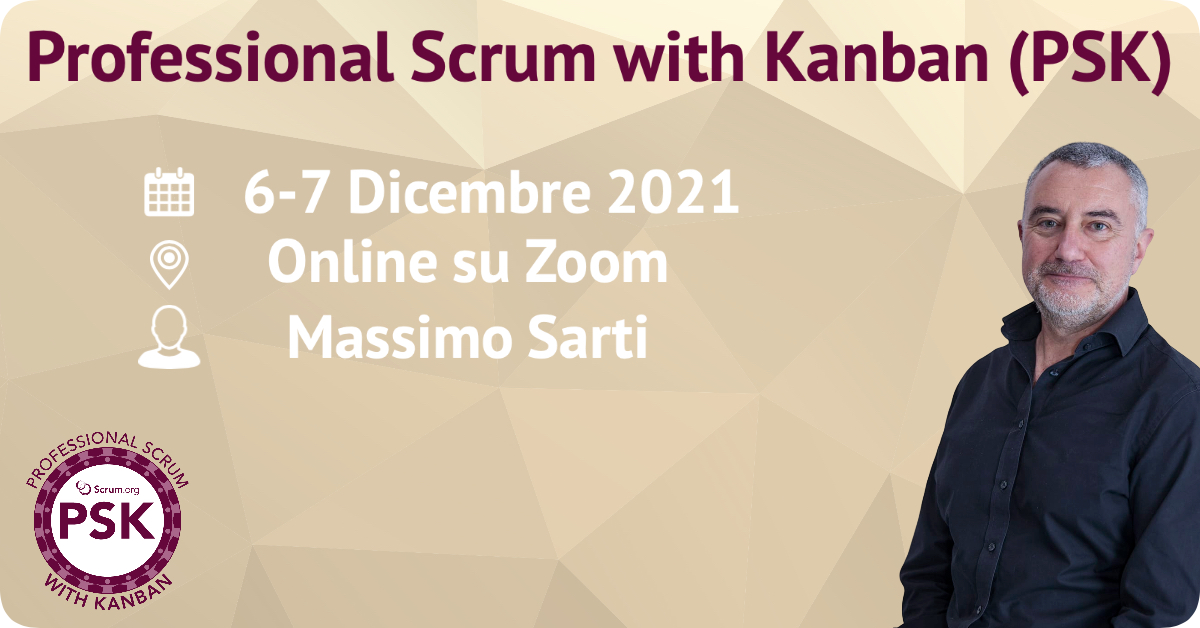 Professional Scrum with Kanban (PSK)
6-7 Dicembre 2021
Online su Zoom
Massimo Sarti
PROFESSIONAL SCRUM
Scrum.org
PSK
WITH KANBAN